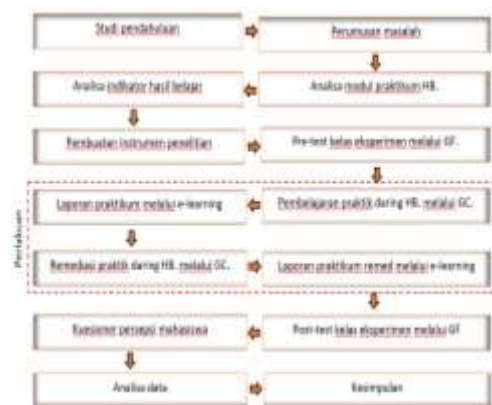 Studi pendahuluan
Perumusan masalah
Analisa indikator hasil belajar
Analisa modul praktikum HB.
Pembuatan instrumen penelitian
Pre-test kelas eksperimen melalui GF.
Perlakuan
Laporan praktikum melalui e-learning
Pembelajaran praktik daring HB. melalui GC.
Remediasi praktik daring HB. melalui GC.
Laporan praktikum remed melalui e-learning
Kuesioner persepsi mahasiswa
Post-test kelas eksperimen melalui GF
Analisa data
Kesimpulan